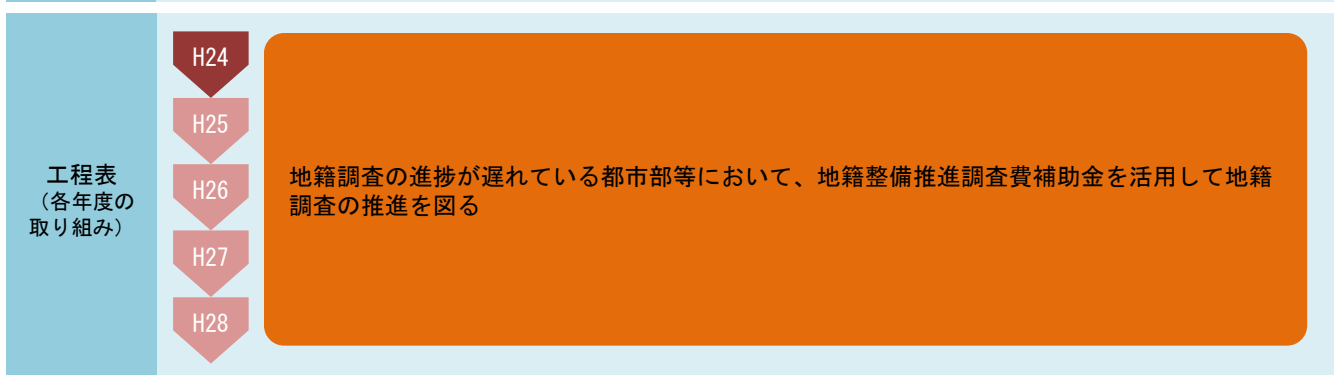 工程表
（各年度の
取り組み）
H24
H25
H26
H27
H28
地籍調査の進捗が遅れている都市部等において、地籍整備推進調査費補助金を活用して地籍
調査の推進を図る